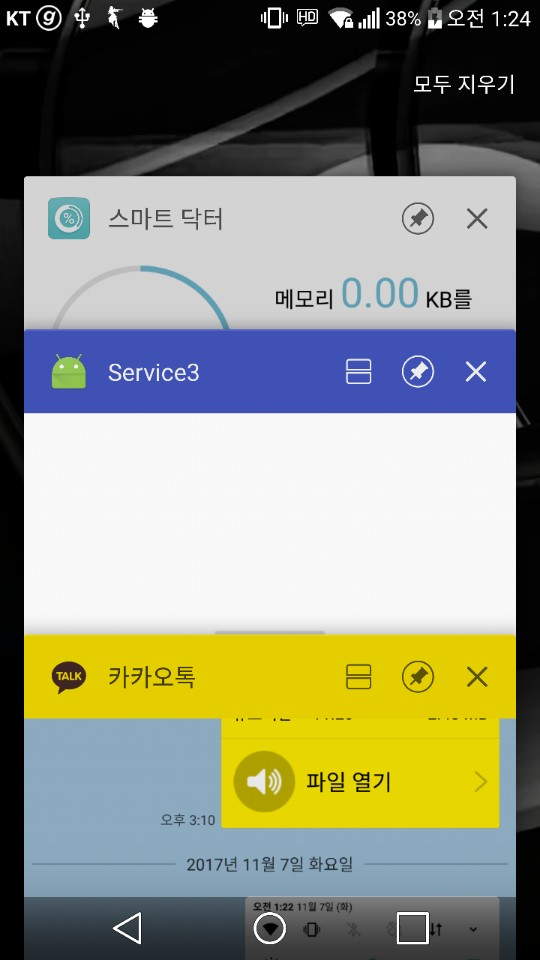 KT g HD 38% 오전 1:24
모두 지우기
% 스마트 닥터
메모리 0.00 KB를
Service3
TALK 카카오톡
파일 열기
오후 3:10
2017년 11월 7일 화요일
오전 1:22 11월 7일 (화)